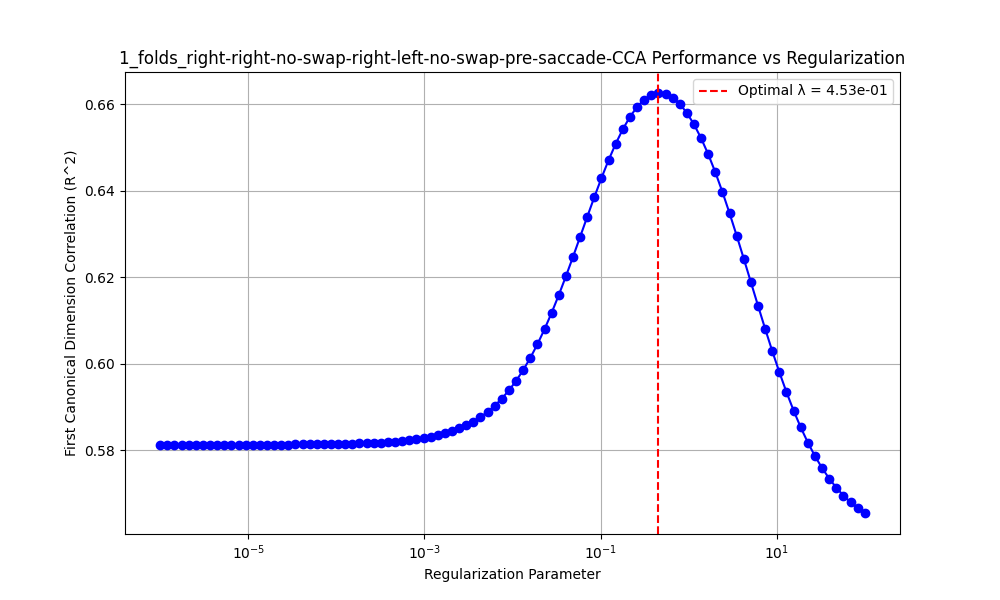 1_folds_right-right-no-swap-right-left-no-swap-pre-saccade-CCA Performance vs Regularization
Optimal λ = 4.53e-01
First Canonical Dimension Correlation (R^2)
0.66
0.64
0.62
0.60
0.58
10⁻⁵
10⁻³
10⁻¹
10¹
Regularization Parameter